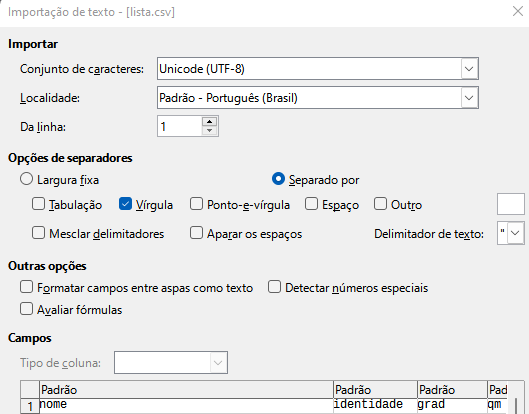 Importação de texto - [lista.csv]
Importar
Conjunto de caracteres: Unicode (UTF-8)
Localidade: Padrão - Português (Brasil)
Da linha: 1
Opções de separadores
Largura fixa Separado por
Tabulação Vírgula Ponto-e-vírgula Espaço Outro
Mesclar delimitadores Aparar os espaços Delimitador de texto: "
Outras opções
Formatar campos entre aspas como texto Detectar números especiais
Avaliar fórmulas
Campos
Tipo de coluna:
Padrão Padrão Padrão Pad
1 nome identidade grad qm